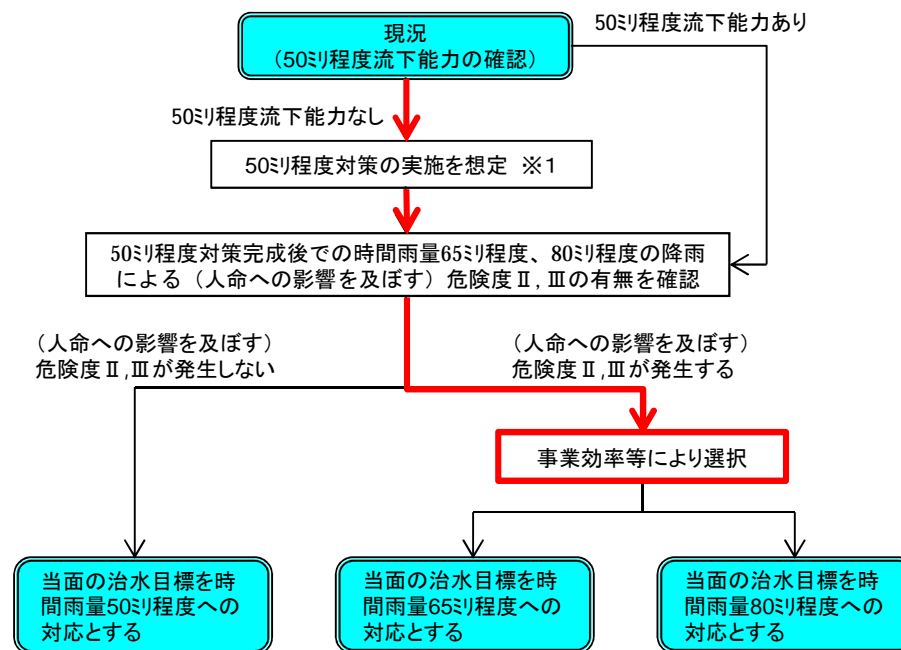 現況
(50ミリ程度流下能力の確認)
50ミリ程度流下能力あり
50ミリ程度流下能力なし
50ミリ程度対策の実施を想定 ※1
50ミリ程度対策完成後での時間雨量65ミリ程度、80ミリ程度の降雨
による(人命への影響を及ぼす)危険度Ⅱ,Ⅲの有無を確認
(人命への影響を及ぼす)
危険度Ⅱ,Ⅲが発生しない
(人命への影響を及ぼす)
危険度Ⅱ,Ⅲが発生する
事業効率等により選択
当面の治水目標を時
間雨量50ミリ程度への
対応とする
当面の治水目標を時
間雨量65ミリ程度への
対応とする
当面の治水目標を時
間雨量80ミリ程度への
対応とする